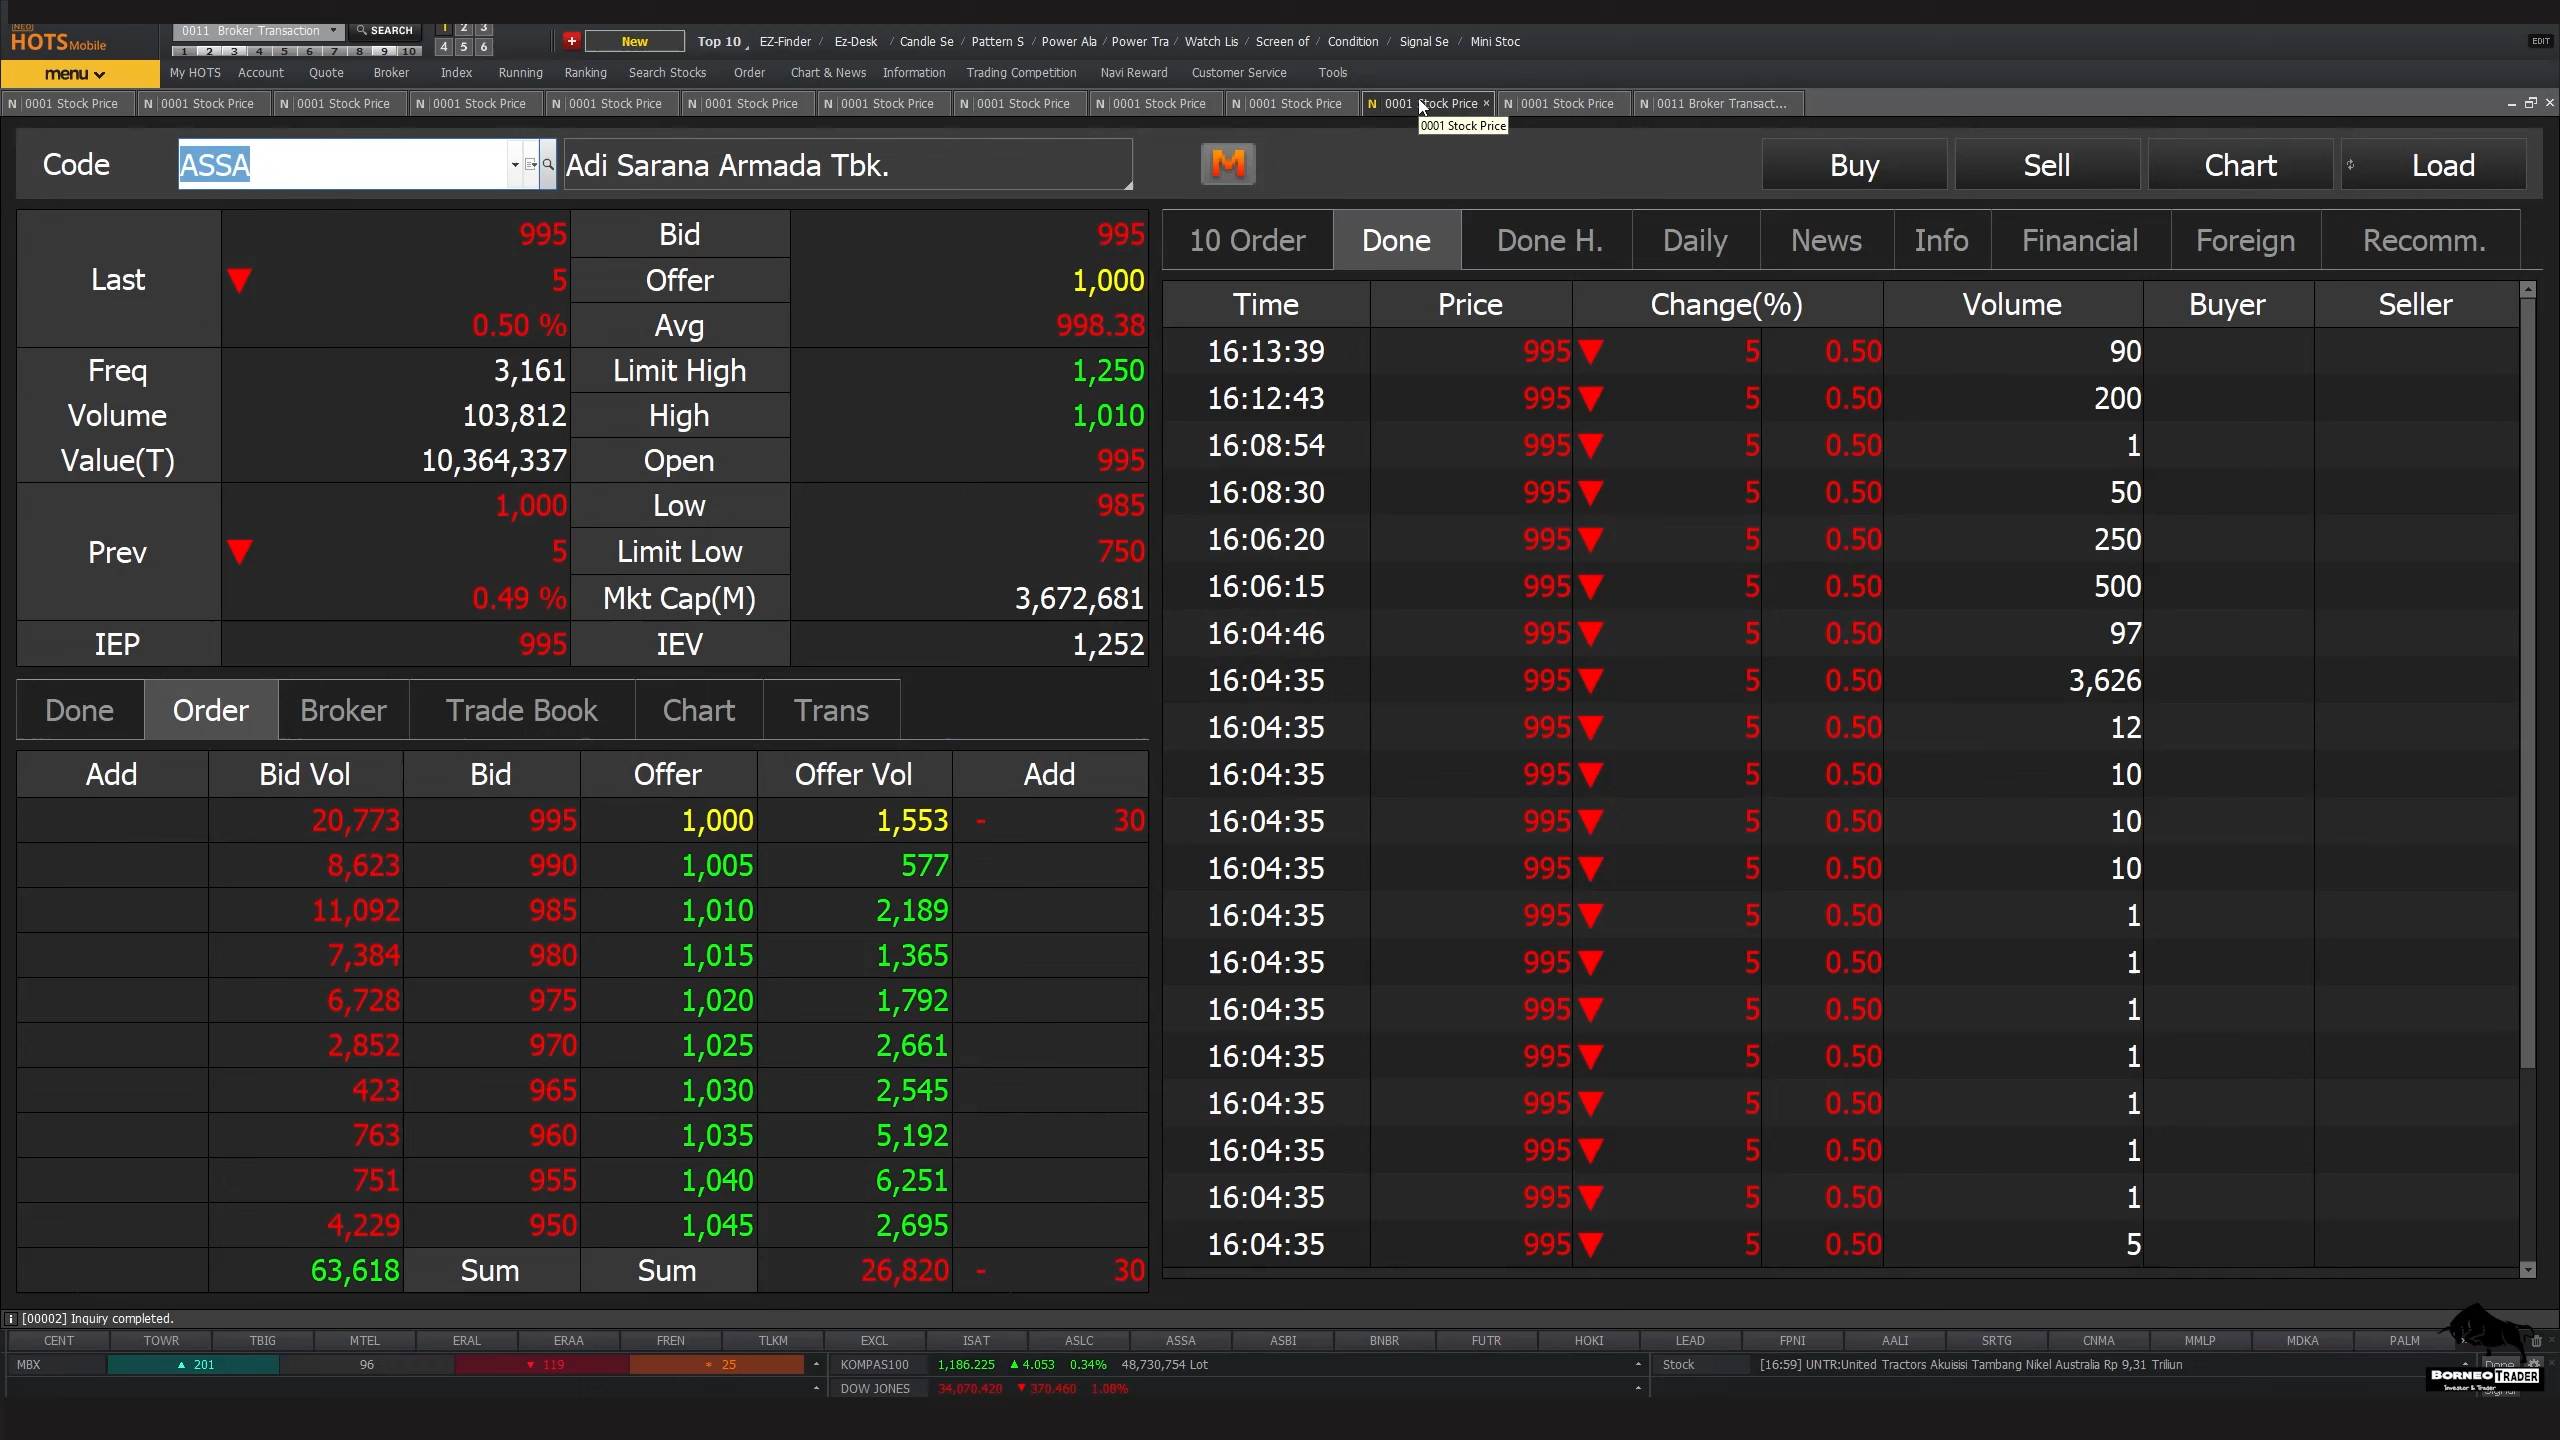 [NEO]
HOTS Mobile
0011 Broker Transaction SEARCH
1 2 3
1 2 3 4 5 6 7 8 9 10
4 5 6
New Top 10 EZ-Finder / Ez-Desk / Candle Se / Pattern S / Power Ala / Power Tra / Watch Lis / Screen of / Condition / Signal Se / Mini Stoc EDIT
menu My HOTS Account Quote Broker Index Running Ranking Search Stocks Order Chart & News Information Trading Competition Navi Reward Customer Service Tools
N 0001 Stock Price N 0001 Stock Price N 0001 Stock Price N 0001 Stock Price N 0001 Stock Price N 0001 Stock Price N 0001 Stock Price N 0001 Stock Price N 0001 Stock Price N 0001 Stock Price N 0001 Stock Price × N 0001 Stock Price N 0011 Broker Transact...
0001 Stock Price
Code ASSA Adi Sarana Armada Tbk. M Buy Sell Chart Load
Last 995 Bid 995
▼ 5 Offer 1,000
0.50 % Avg 998.38
Freq 3,161 Limit High 1,250
Volume 103,812 High 1,010
Value(T) 10,364,337 Open 995
Prev 1,000 Low 985
▼ 5 Limit Low 750
0.49 % Mkt Cap(M) 3,672,681
IEP 995 IEV 1,252
Done Order Broker Trade Book Chart Trans
Add Bid Vol Bid Offer Offer Vol Add
20,773 995 1,000 1,553 - 30
8,623 990 1,005 577
11,092 985 1,010 2,189
7,384 980 1,015 1,365
6,728 975 1,020 1,792
2,852 970 1,025 2,661
423 965 1,030 2,545
763 960 1,035 5,192
751 955 1,040 6,251
4,229 950 1,045 2,695
63,618 Sum Sum 26,820 - 30
10 Order Done Done H. Daily News Info Financial Foreign Recomm.
Time Price Change(%) Volume Buyer Seller
16:13:39 995 ▼ 5 0.50 90
16:12:43 995 ▼ 5 0.50 200
16:08:54 995 ▼ 5 0.50 1
16:08:30 995 ▼ 5 0.50 50
16:06:20 995 ▼ 5 0.50 250
16:06:15 995 ▼ 5 0.50 500
16:04:46 995 ▼ 5 0.50 97
16:04:35 995 ▼ 5 0.50 3,626
16:04:35 995 ▼ 5 0.50 12
16:04:35 995 ▼ 5 0.50 10
16:04:35 995 ▼ 5 0.50 10
16:04:35 995 ▼ 5 0.50 10
16:04:35 995 ▼ 5 0.50 1
16:04:35 995 ▼ 5 0.50 1
16:04:35 995 ▼ 5 0.50 1
16:04:35 995 ▼ 5 0.50 1
16:04:35 995 ▼ 5 0.50 1
16:04:35 995 ▼ 5 0.50 1
16:04:35 995 ▼ 5 0.50 1
16:04:35 995 ▼ 5 0.50 5
[00002] Inquiry completed.
CENT TOWR TBIG MTEL ERAL ERAA FREN TLKM EXCL ISAT ASLC ASSA ASBI BNBR FUTR HOKI LEAD FPNI AALI SRTG CNMA MMLP MDKA PALM
MBX ▲ 201 96 ▼ 119 * 25 KOMPAS100 1,186.225 ▲ 4.053 0.34% 48,730,754 Lot Stock [16:59] UNTR:United Tractors Akuisisi Tambang Nikel Australia Rp 9,31 Triliun Done
DOW JONES 34,070.420 ▼ 370.460 1.08%
BORNEO TRADER
Investor & Trader